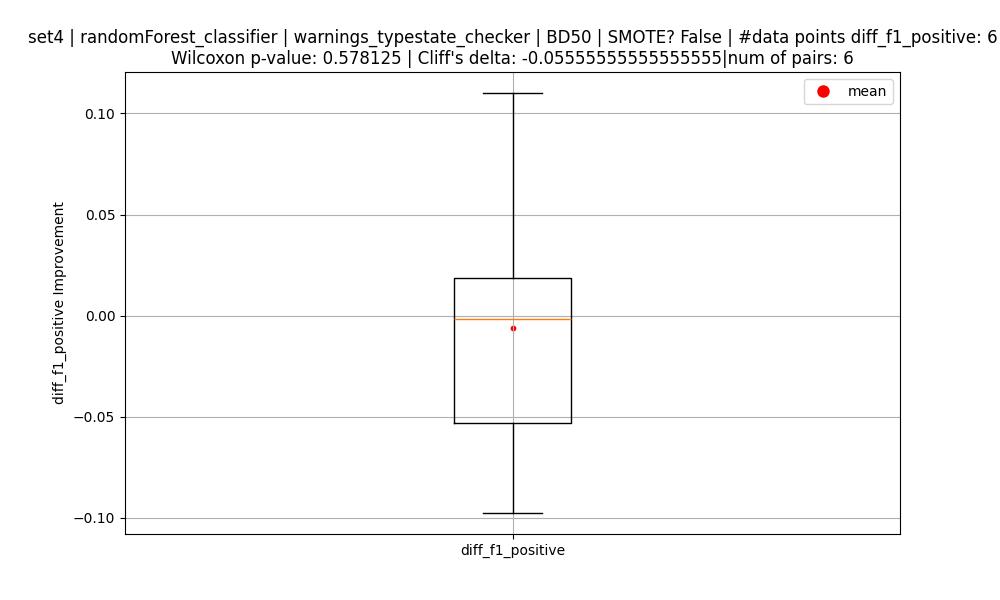 set4 | randomForest_classifier | warnings_typestate_checker | BD50 | SMOTE? False | #data points diff_f1_positive: 6
Wilcoxon p-value: 0.578125 | Cliff's delta: -0.05555555555555555|num of pairs: 6
mean
0.10
0.05
0.00
−0.05
−0.10
diff_f1_positive Improvement
diff_f1_positive